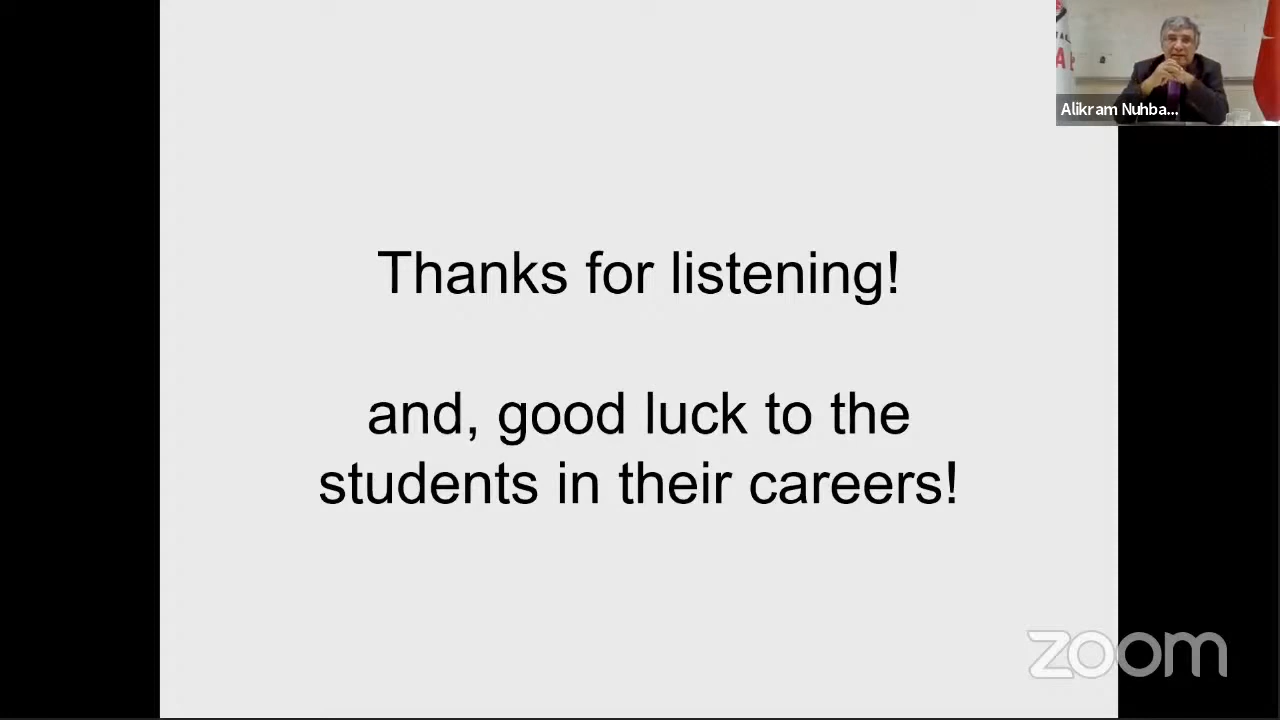 Alikram Nuhba...
Thanks for listening!
and, good luck to the
students in their careers!
zoom